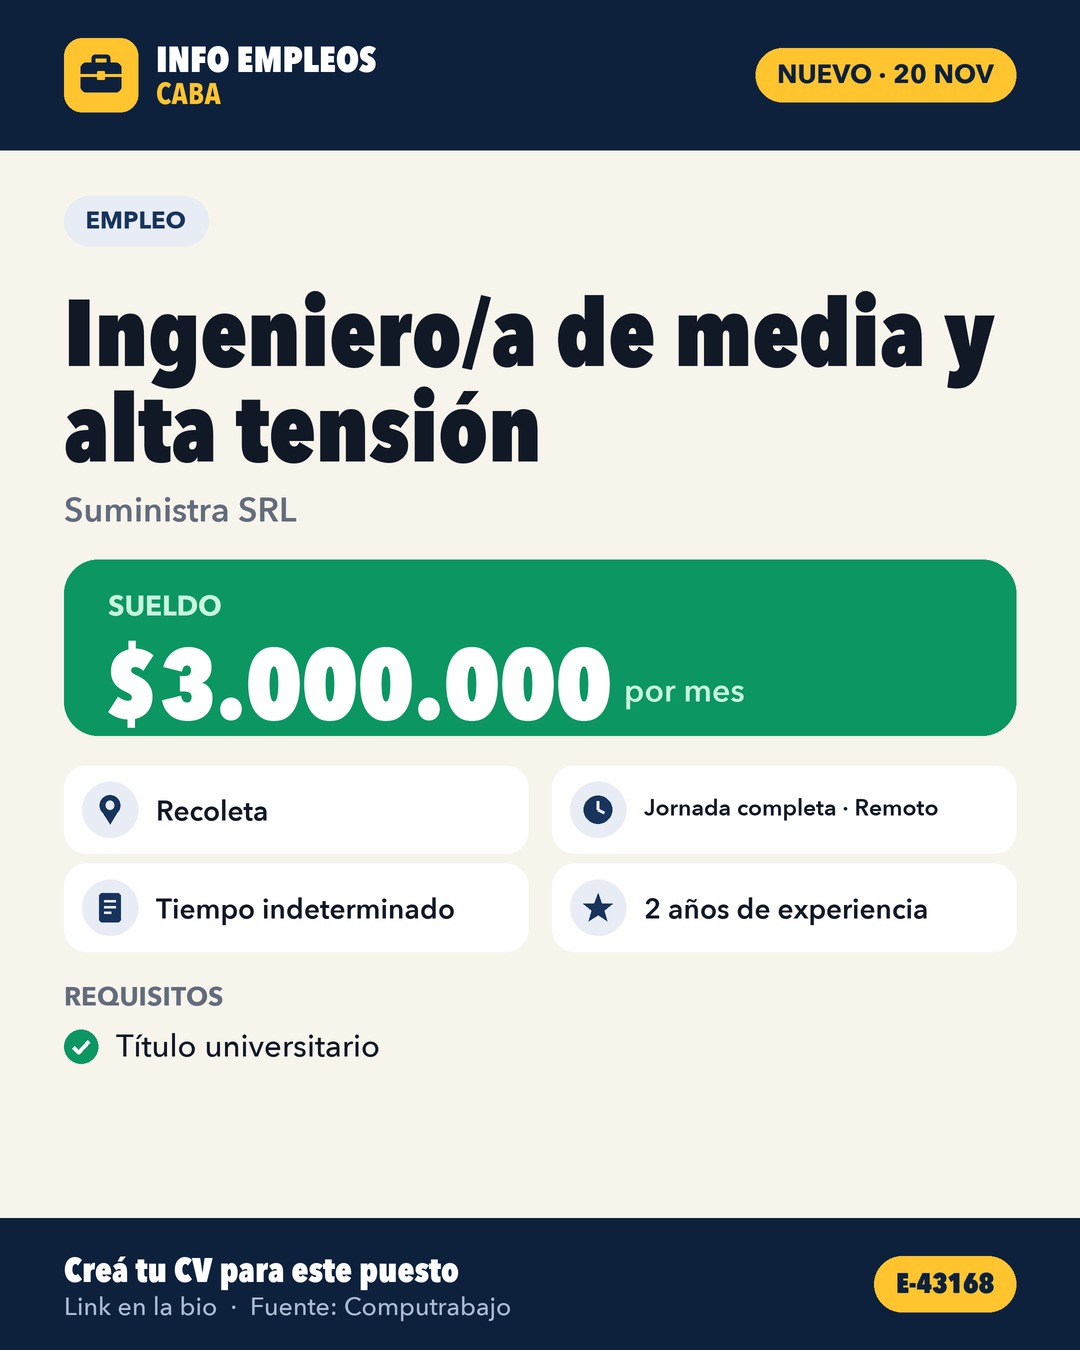 INFO EMPLEOS
CABA
NUEVO · 20 NOV
EMPLEO
Ingeniero/a de media y
alta tensión
Suministra SRL
SUELDO
$3.000.000 por mes
Recoleta
Jornada completa · Remoto
Tiempo indeterminado
2 años de experiencia
REQUISITOS
Título universitario
Creá tu CV para este puesto
Link en la bio · Fuente: Computrabajo
E-43168